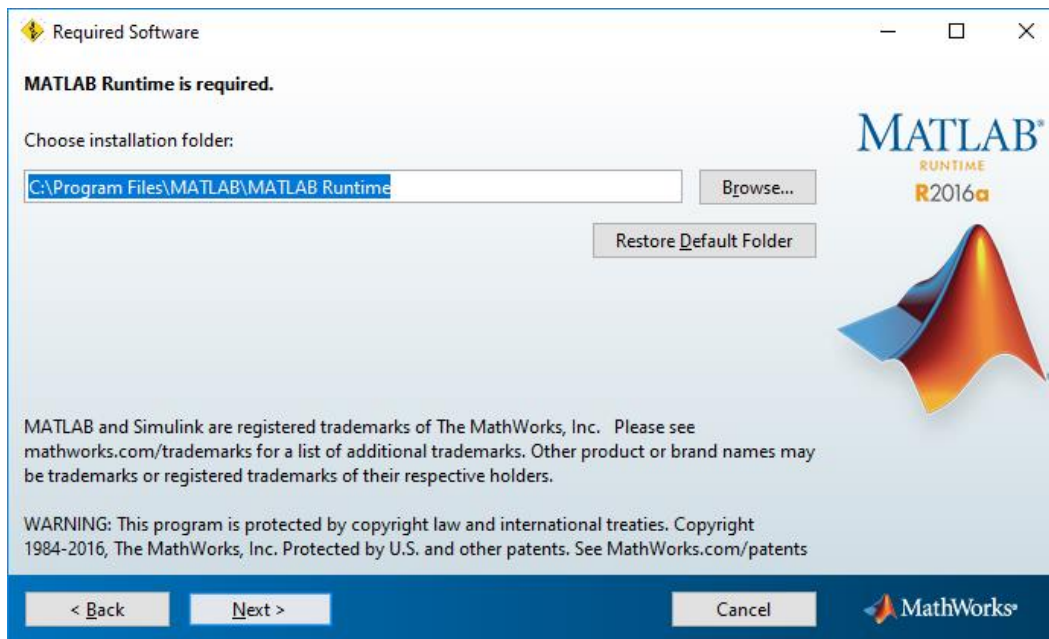 Required Software
MATLAB Runtime is required.
Choose installation folder:
C:\Program Files\MATLAB\MATLAB Runtime
Browse...
Restore Default Folder
MATLAB®
RUNTIME
R2016a
MATLAB and Simulink are registered trademarks of The MathWorks, Inc. Please see
mathworks.com/trademarks for a list of additional trademarks. Other product or brand names may
be trademarks or registered trademarks of their respective holders.
WARNING: This program is protected by copyright law and international treaties. Copyright
1984-2016, The MathWorks, Inc. Protected by U.S. and other patents. See MathWorks.com/patents
< Back
Next >
Cancel
MathWorks®